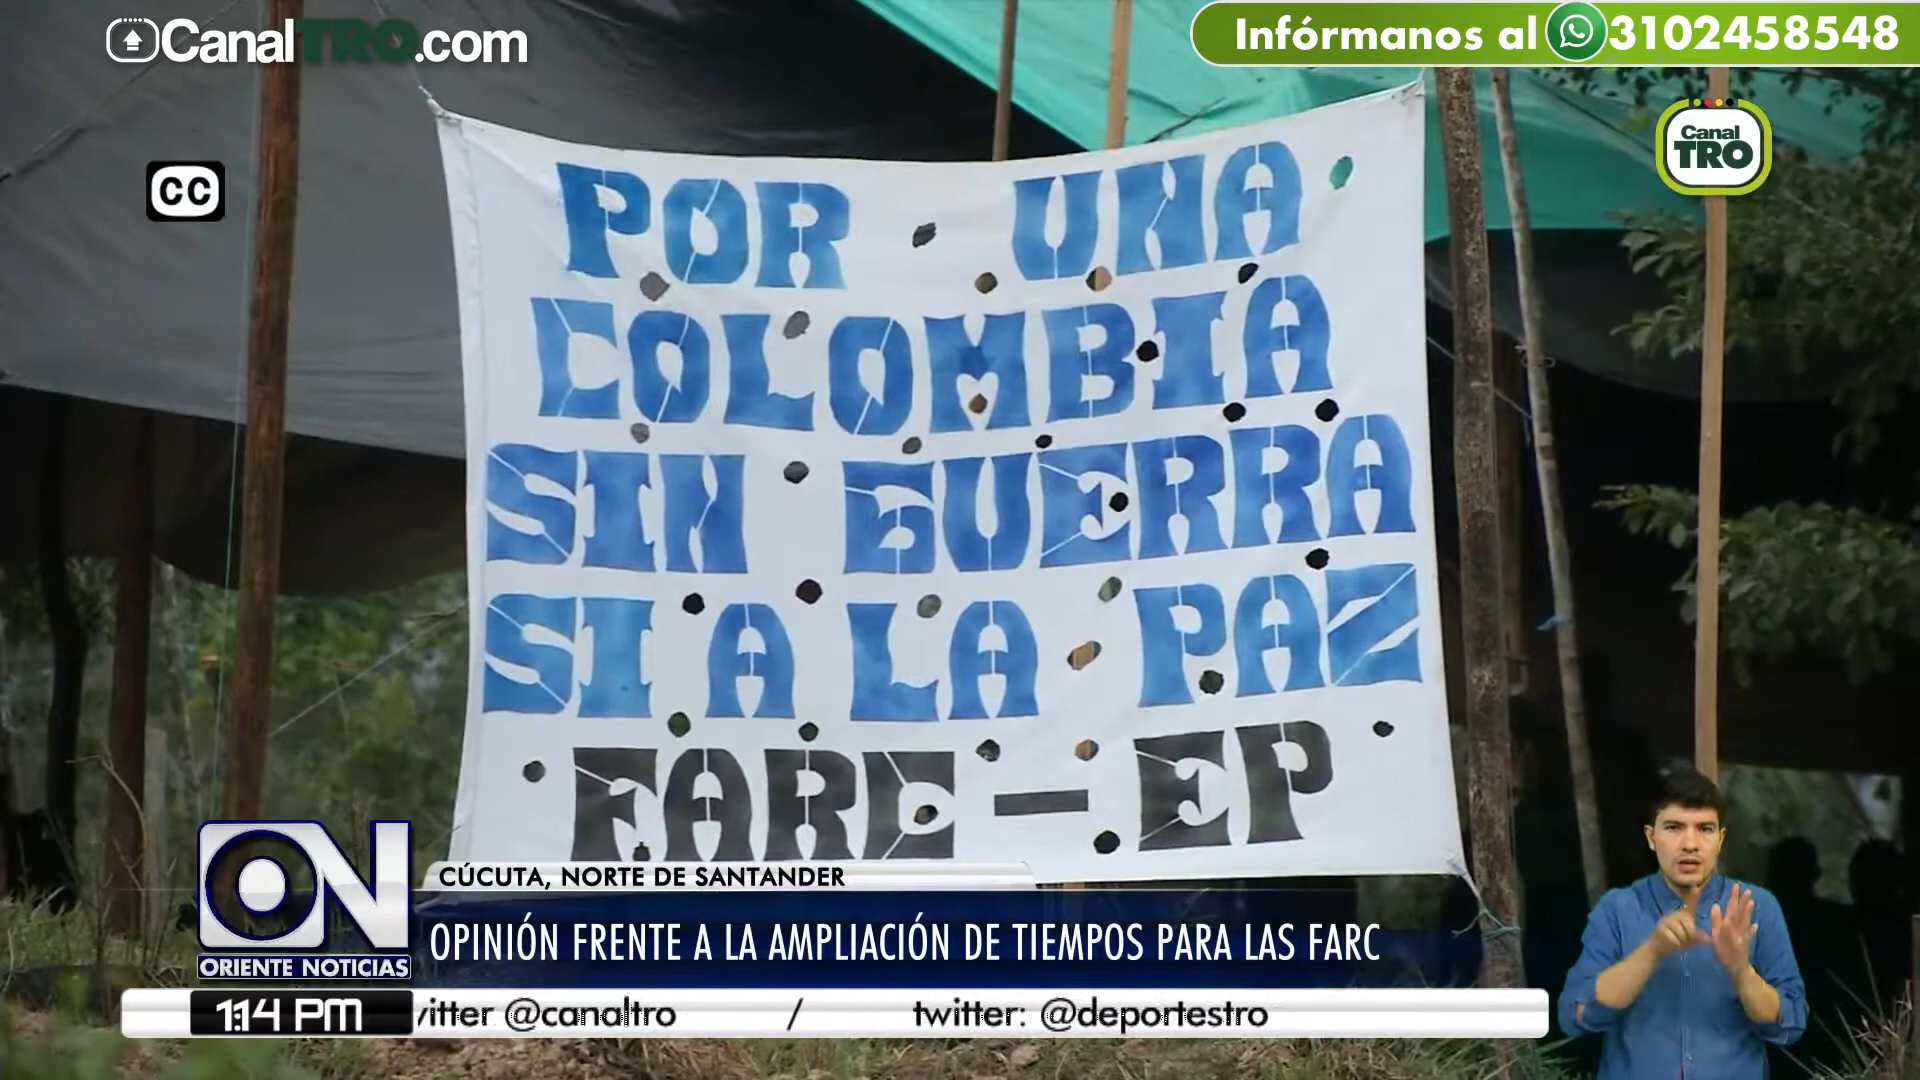 CanalTRO.com
Infórmanos al 3102458548
Canal
TRO
CC
POR UNA
COLOMBIA
SIN GUERRA
SI A LA PAZ
FARC - EP
ON
ORIENTE NOTICIAS
CÚCUTA, NORTE DE SANTANDER
OPINIÓN FRENTE A LA AMPLIACIÓN DE TIEMPOS PARA LAS FARC
1:14 PM
itter @canaltro / twitter: @deportestro